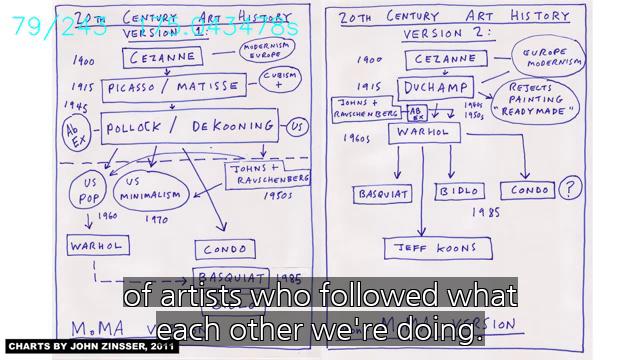 79/243 175.643478s
20TH CENTURY ART HISTORY
VERSION 1:
1900
CEZANNE
MODERNISM
EUROPE
1915
PICASSO / MATISSE
CUBISM
+
1945
Ab
Ex
POLLOCK / DEKOONING
US
JOHNS +
RAUSCHENBERG
1950s
US
POP
1960
US
MINIMALISM
1970
WARHOL
CONDO
BASQUIAT
1985
BIDLO
20TH CENTURY ART HISTORY
VERSION 2:
1900
CEZANNE
EUROPE
MODERNISM
1915
DUCHAMP
REJECTS
PAINTING
"READYMADE"
JOHNS +
RAUSCHENBERG
AB
EX
1940s
1950s
1960s
WARHOL
BASQUIAT
BIDLO
CONDO
?
1985
JEFF KOONS
VERSION
of artists who followed what
each other we're doing.
CHARTS BY JOHN ZINSSER, 2011